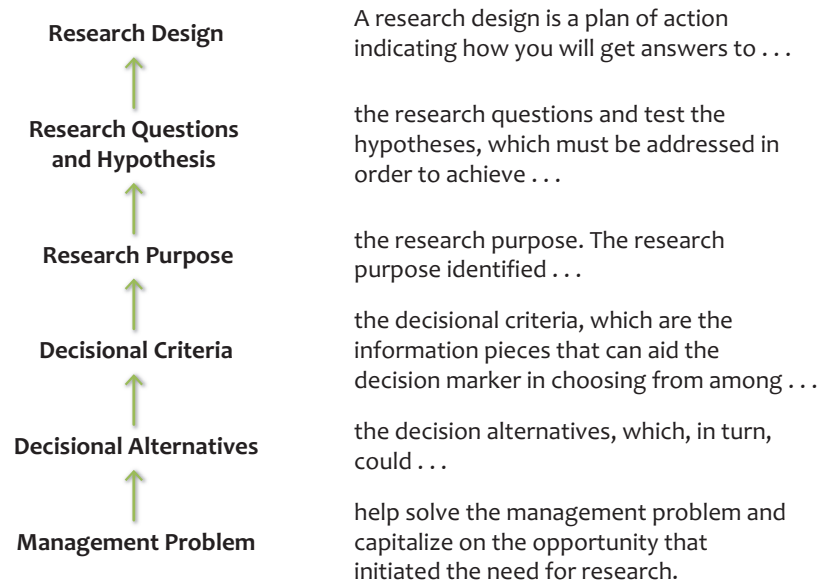 Research Design
A research design is a plan of action
indicating how you will get answers to . . .
Research Questions
and Hypothesis
the research questions and test the
hypotheses, which must be addressed in
order to achieve . . .
Research Purpose
the research purpose. The research
purpose identified . . .
Decisional Criteria
the decisional criteria, which are the
information pieces that can aid the
decision marker in choosing from among . . .
Decisional Alternatives
the decision alternatives, which, in turn,
could . . .
Management Problem
help solve the management problem and
capitalize on the opportunity that
initiated the need for research.